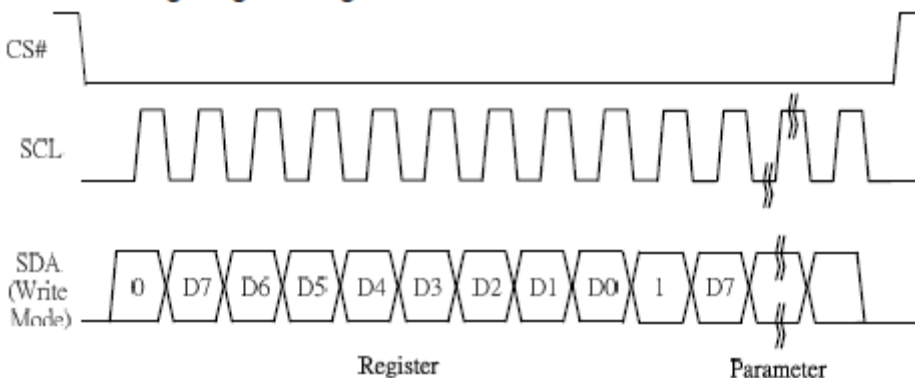 CS#
SCL
SDA
(Write
Mode)
0 D7 D6 D5 D4 D3 D2 D1 D0 1 D7
Register Parameter